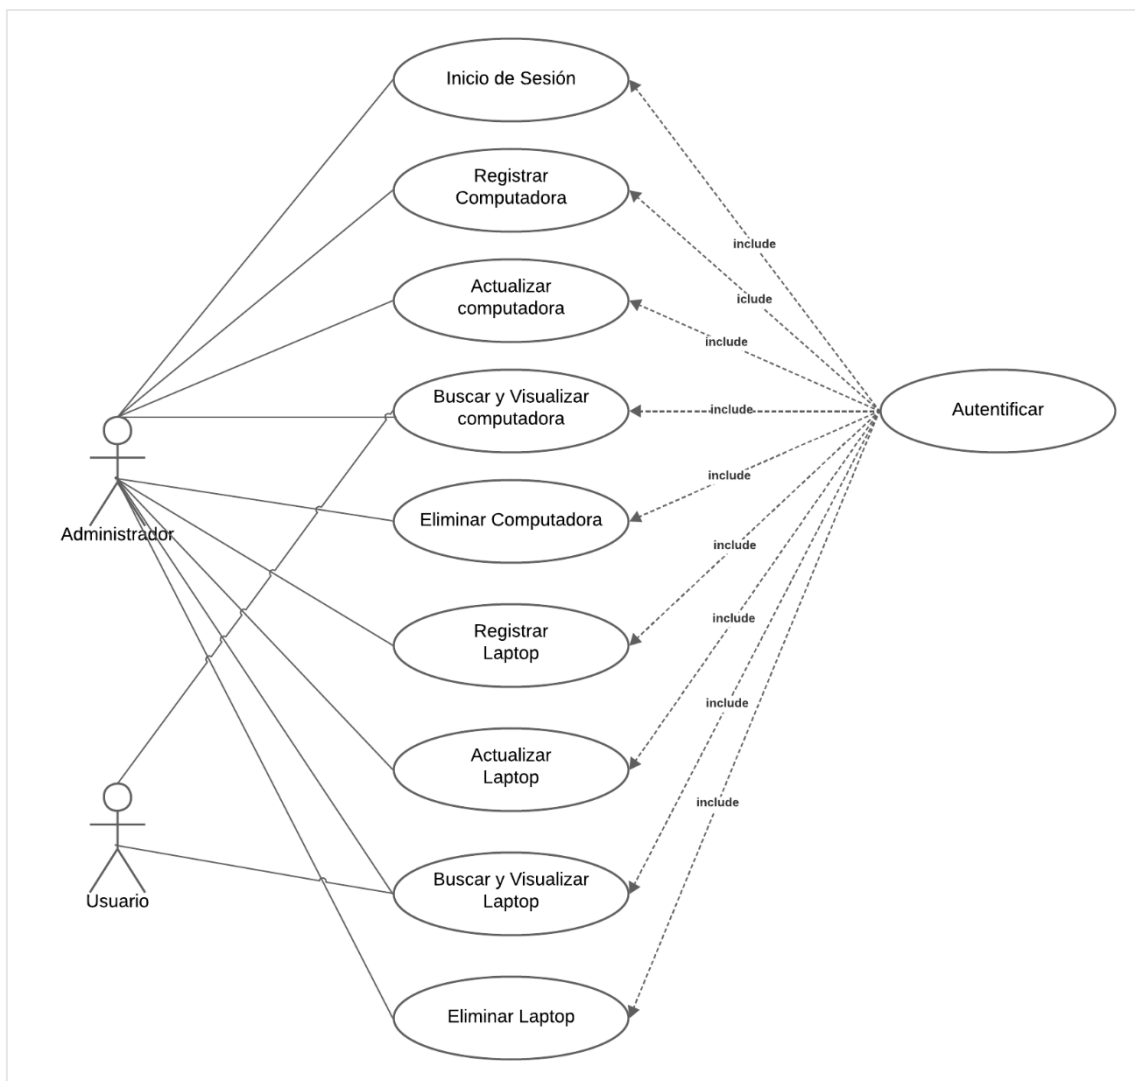 Inicio de Sesión
Registrar
Computadora
include
iclude
Actualizar
computadora
include
Buscar y Visualizar
computadora
include
Autentificar
Administrador
Eliminar Computadora
include
include
Registrar
Laptop
include
Actualizar
Laptop
include
Usuario
Buscar y Visualizar
Laptop
include
Eliminar Laptop